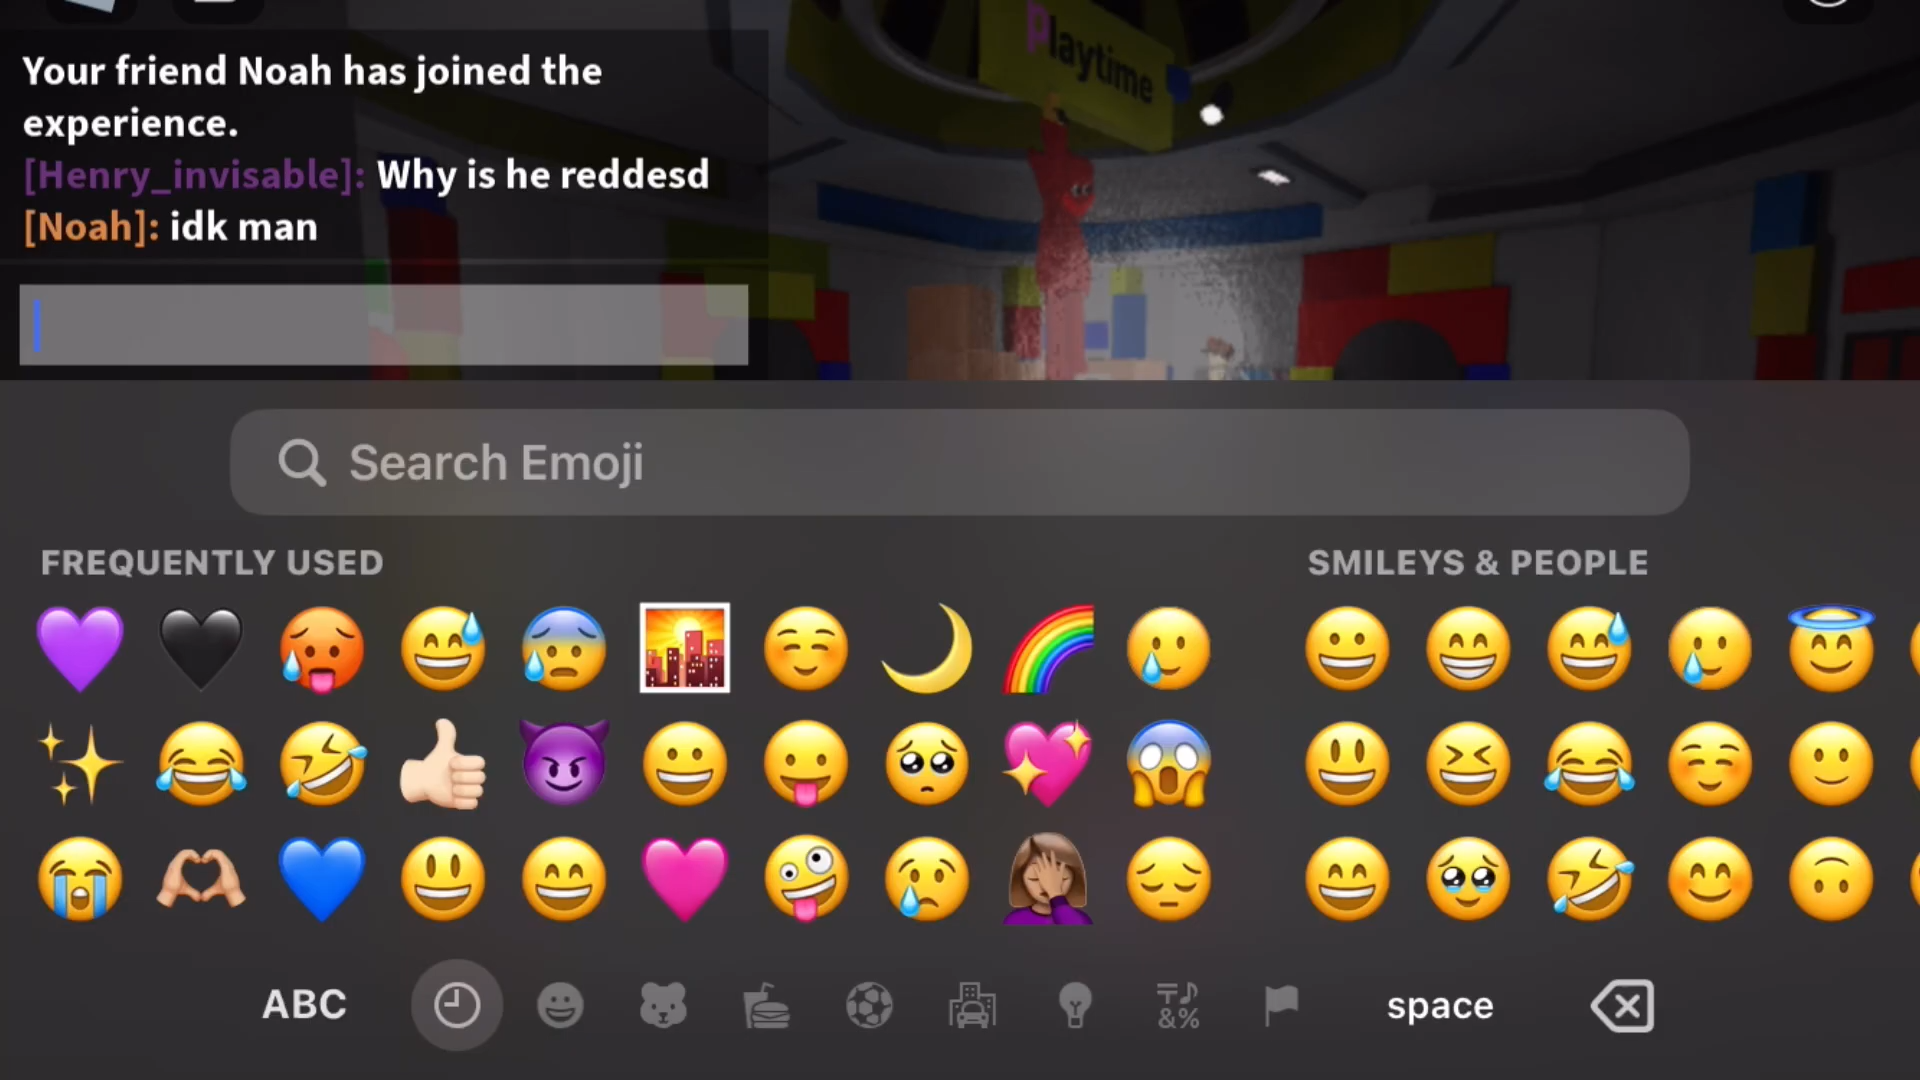 Playtime
Your friend Noah has joined the
experience.
[Henry_invisable]: Why is he reddesd
[Noah]: idk man
Search Emoji
FREQUENTLY USED
SMILEYS & PEOPLE
ABC
space